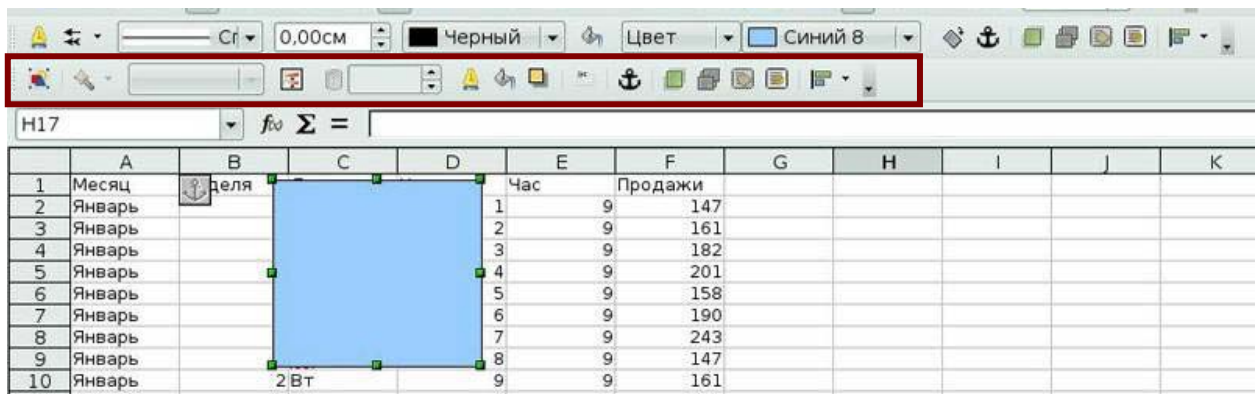 Сг 0,00см Черный Цвет Синий 8
H17
A B C D E F G H I J K
1 Месяц деля Час Продажи
2 Январь 1 9 147
3 Январь 2 9 161
4 Январь 3 9 182
5 Январь 4 9 201
6 Январь 5 9 158
7 Январь 6 9 190
8 Январь 7 9 243
9 Январь 8 9 147
10 Январь 2 Вт 9 9 161